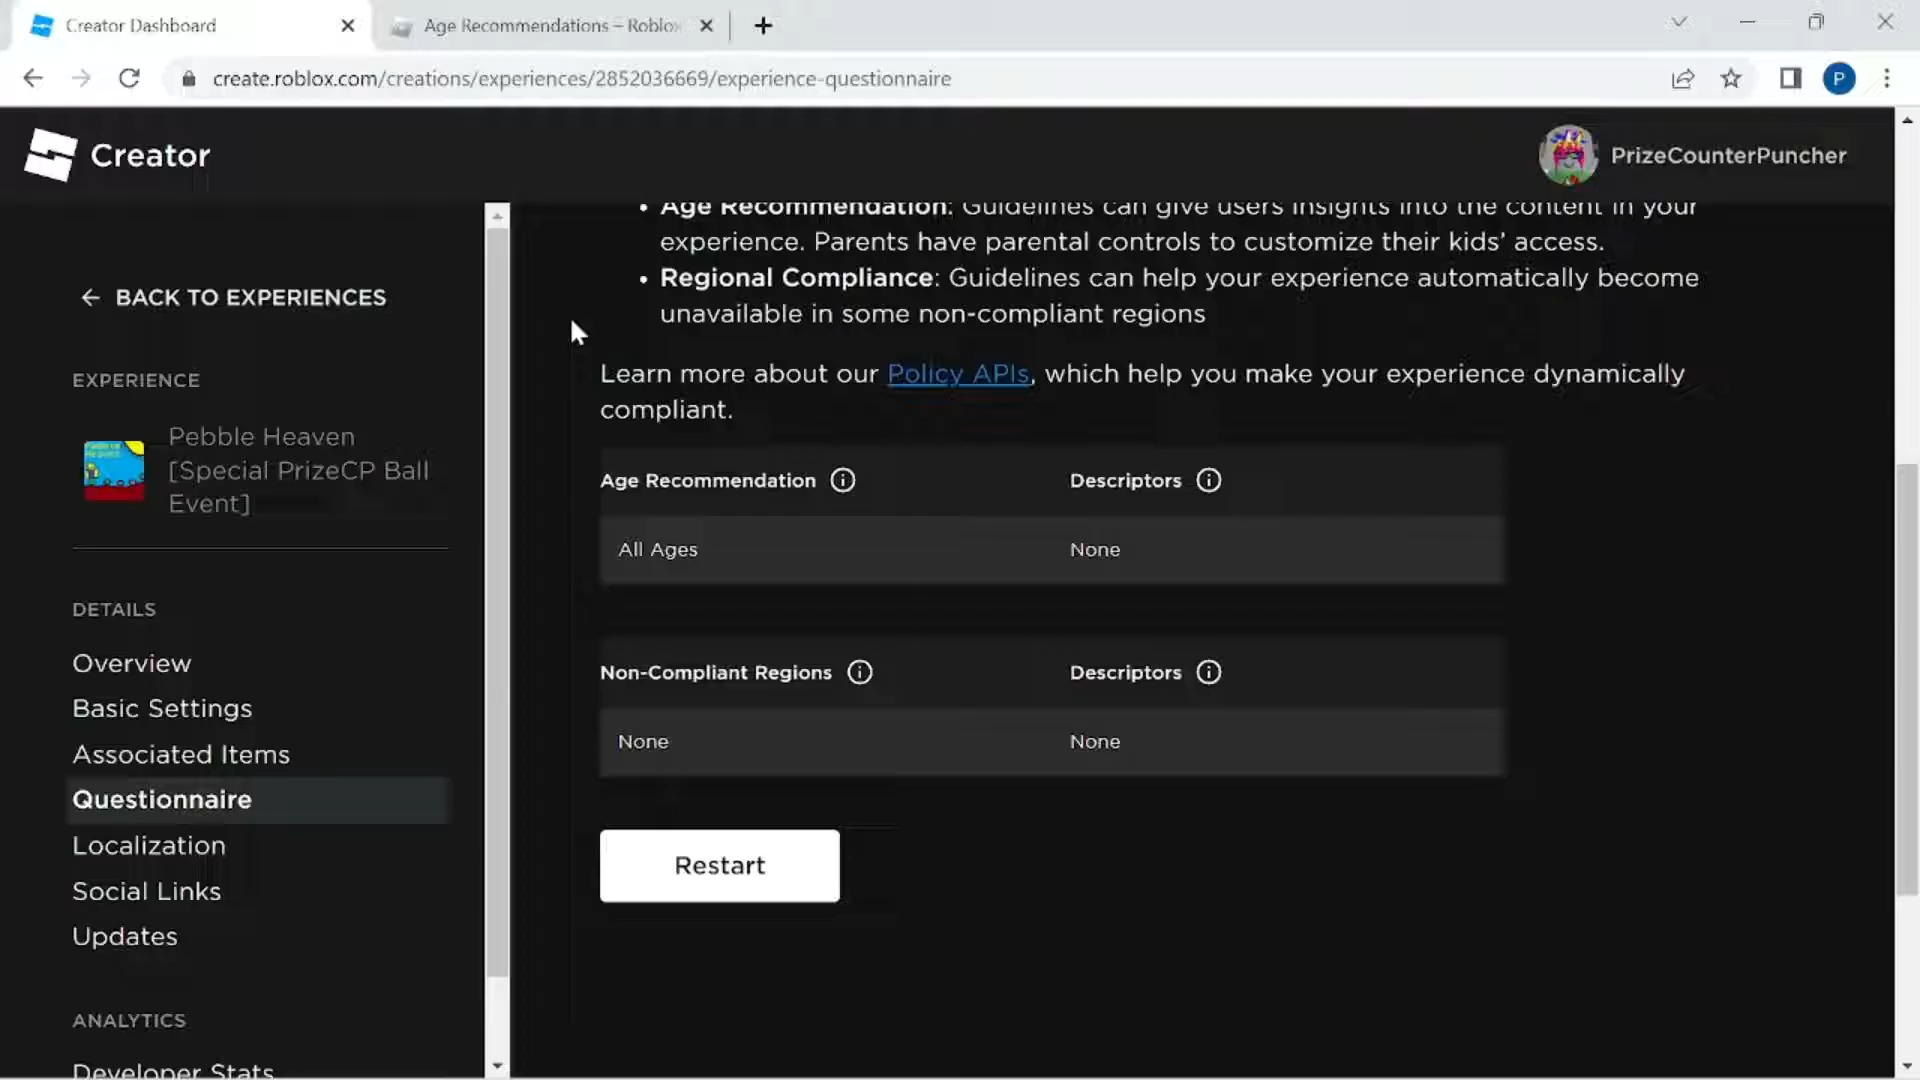 Creator Dashboard
Age Recommendations – Roblox
create.roblox.com/creations/experiences/2852036669/experience-questionnaire
P
Creator
PrizeCounterPuncher
BACK TO EXPERIENCES
EXPERIENCE
Pebble Heaven
[Special PrizeCP Ball
Event]
DETAILS
Overview
Basic Settings
Associated Items
Questionnaire
Localization
Social Links
Updates
ANALYTICS
Developer Stats
• Age Recommendation: Guidelines can give users insights into the content in your
experience. Parents have parental controls to customize their kids’ access.
• Regional Compliance: Guidelines can help your experience automatically become
unavailable in some non-compliant regions
Learn more about our Policy APIs, which help you make your experience dynamically
compliant.
Age Recommendation Descriptors
All Ages None
Non-Compliant Regions Descriptors
None None
Restart